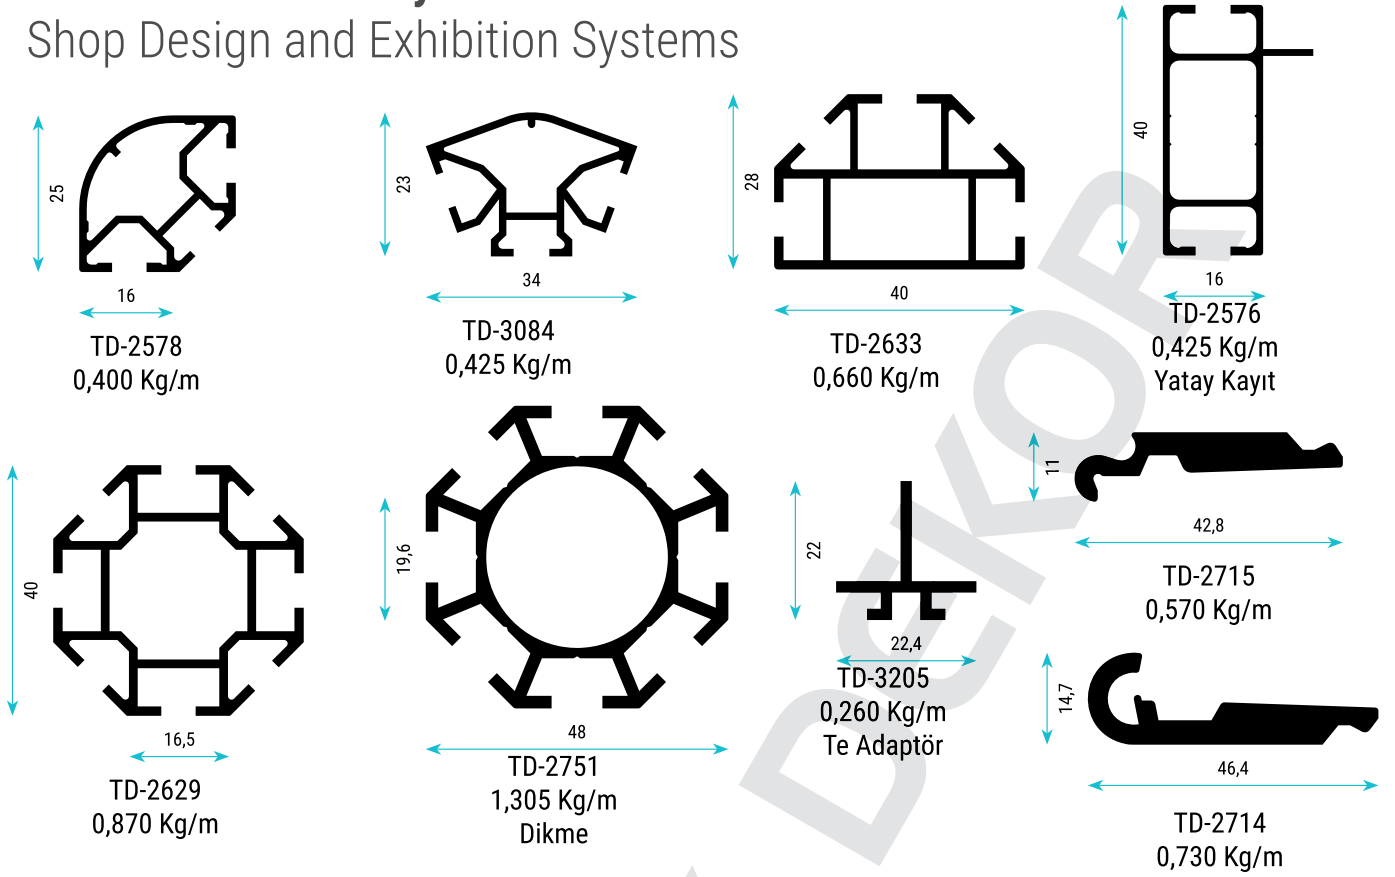 Shop Design and Exhibition Systems
25
16
TD-2578
0,400 Kg/m
23
34
TD-3084
0,425 Kg/m
28
40
TD-2633
0,660 Kg/m
40
16
TD-2576
0,425 Kg/m
Yatay Kayıt
40
16,5
TD-2629
0,870 Kg/m
19,6
48
TD-2751
1,305 Kg/m
Dikme
22
22,4
TD-3205
0,260 Kg/m
Te Adaptör
11
42,8
TD-2715
0,570 Kg/m
14,7
46,4
TD-2714
0,730 Kg/m
DEKOR